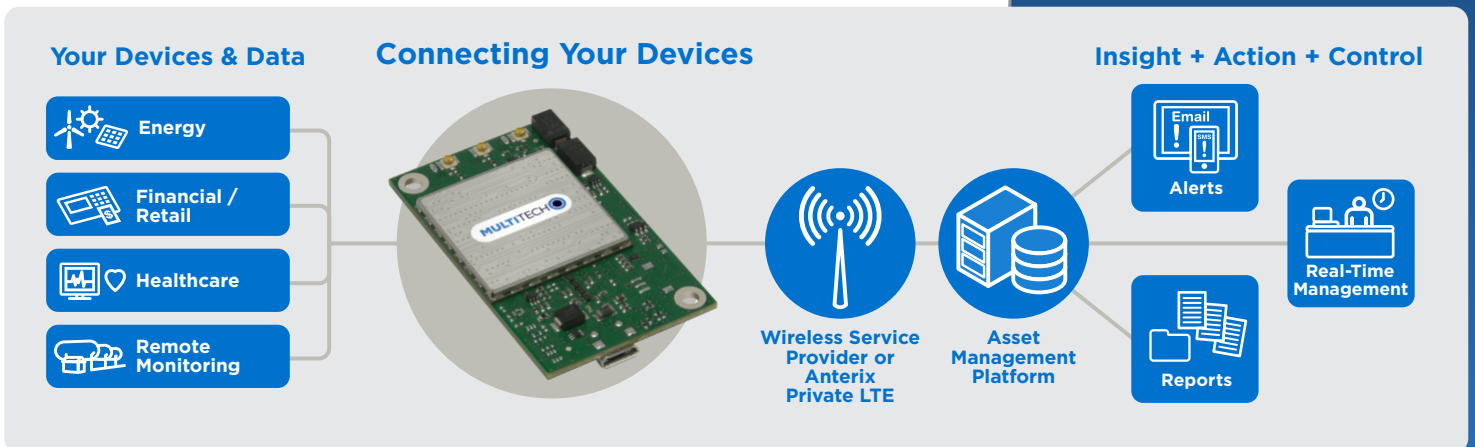 Your Devices & Data
Energy
Financial /
Retail
Healthcare
Remote
Monitoring
Connecting Your Devices
MULTITECH
Wireless Service
Provider or
Anterix
Private LTE
Asset
Management
Platform
Insight + Action + Control
Email
!
SMS
!
Alerts
Real-Time
Management
Reports